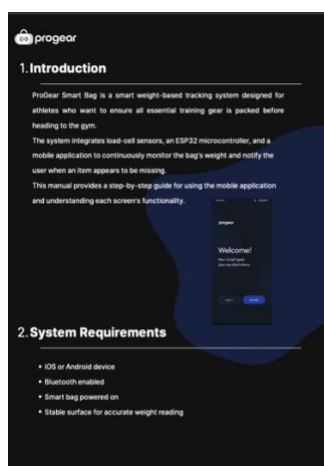 progear
1. Introduction
ProGear Smart Bag is a smart weight-based tracking system designed for
athletes who want to ensure all essential training gear is packed before
heading to the gym.
The system integrates load-cell sensors, an ESP32 microcontroller, and a
mobile application to continuously monitor the bag's weight and notify the
user when an item appears to be missing.
This manual provides a step-by-step guide for using the mobile application
and understanding each screen's functionality.
progear
Welcome!
Your smart gear
2. System Requirements
• iOS or Android device
• Bluetooth enabled
• Smart bag powered on
• Stable surface for accurate weight reading